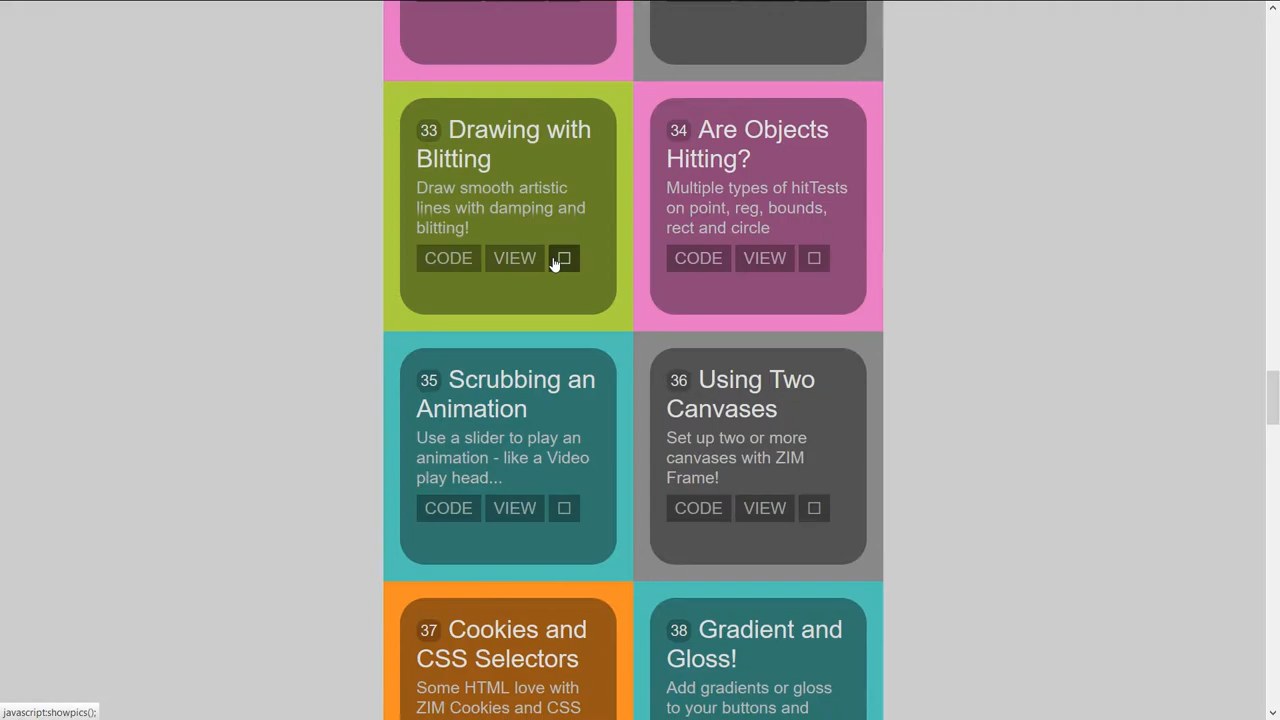 33 Drawing with
Blitting
Draw smooth artistic
lines with damping and
blitting!
CODE VIEW
34 Are Objects
Hitting?
Multiple types of hitTests
on point, reg, bounds,
rect and circle
CODE VIEW
35 Scrubbing an
Animation
Use a slider to play an
animation - like a Video
play head...
CODE VIEW
36 Using Two
Canvases
Set up two or more
canvases with ZIM
Frame!
CODE VIEW
37 Cookies and
CSS Selectors
Some HTML love with
ZIM Cookies and CSS
38 Gradient and
Gloss!
Add gradients or gloss
to your buttons and
javascript:showpics();